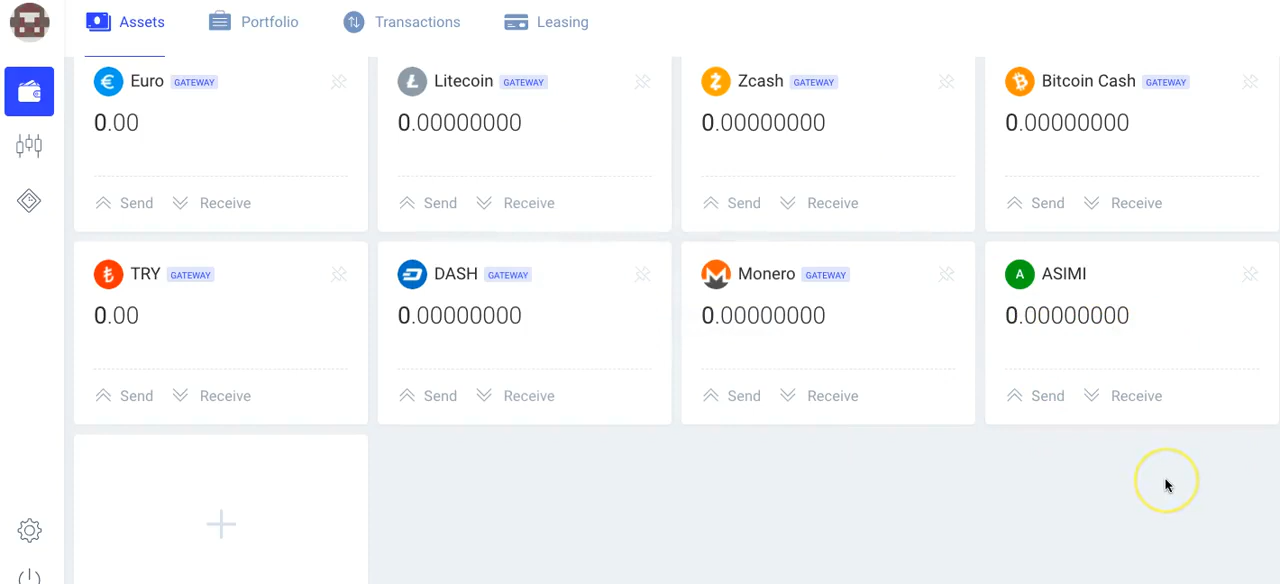 Assets Portfolio Transactions Leasing
Euro GATEWAY Litecoin GATEWAY Zcash GATEWAY Bitcoin Cash GATEWAY
0.00 0.00000000 0.00000000 0.00000000
Send Receive Send Receive Send Receive Send Receive
TRY GATEWAY DASH GATEWAY Monero GATEWAY A ASIMI
0.00 0.00000000 0.00000000 0.00000000
Send Receive Send Receive Send Receive Send Receive